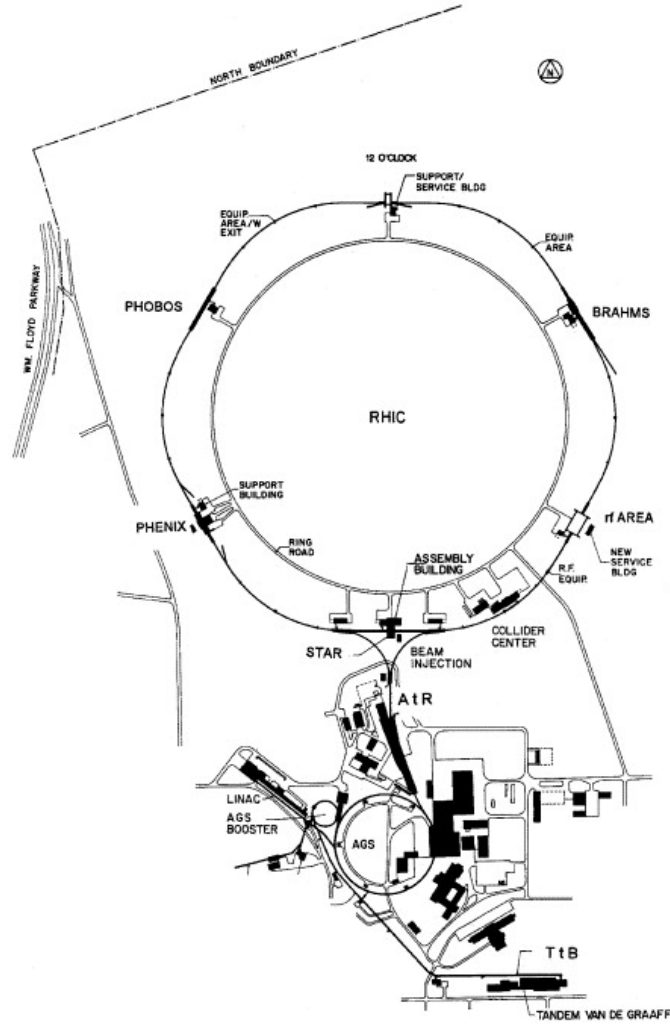 NORTH BOUNDARY
N
12 O'CLOCK
SUPPORT/
SERVICE BLDG
EQUIP.
AREA/W
EXIT
EQUIP.
AREA
WM. FLOYD PARKWAY
PHOBOS
BRAHMS
RHIC
SUPPORT
BUILDING
PHENIX
rf AREA
RING
ROAD
ASSEMBLY
BUILDING
R.F.
EQUIP.
NEW
SERVICE
BLDG
STAR
BEAM
INJECTION
COLLIDER
CENTER
AtR
LINAC
AGS
BOOSTER
AGS
TtB
TANDEM VAN DE GRAAFF